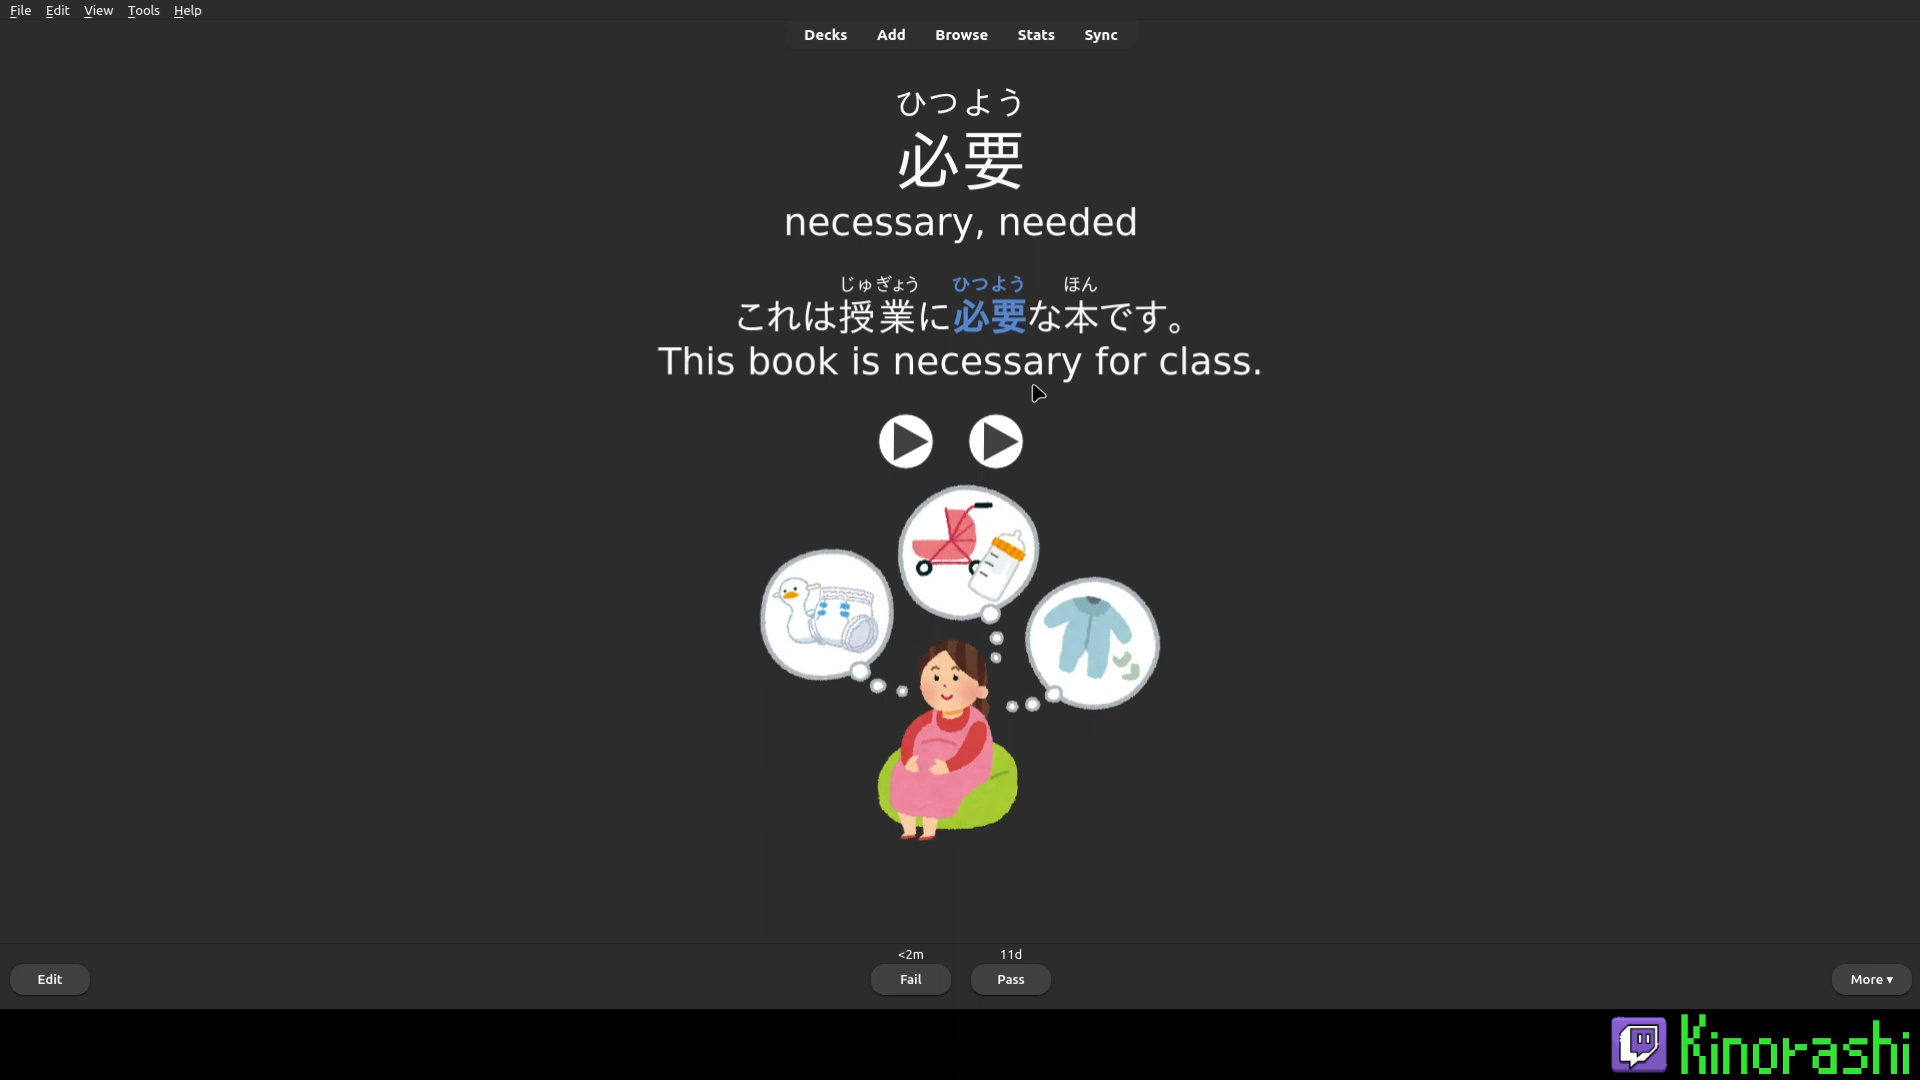 File Edit View Tools Help
Decks Add Browse Stats Sync
ひつよう
必要
necessary, needed
じゅぎょう ひつよう ほん
これは授業に必要な本です。
This book is necessary for class.
<2m 11d
Edit Fail Pass More ▾
Kinorashi